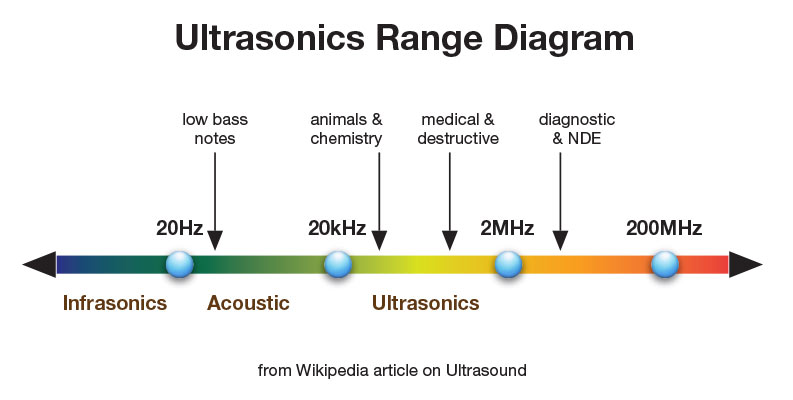 Ultrasonics Range Diagram
low bass
notes
animals &
chemistry
medical &
destructive
diagnostic
& NDE
20Hz
20kHz
2MHz
200MHz
Infrasonics
Acoustic
Ultrasonics
from Wikipedia article on Ultrasound